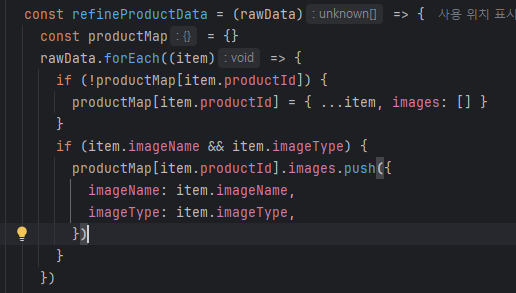 const refineProductData = (rawData) : unknown[] => { 사용 위치 표시
const productMap : {} = {}
rawData.forEach((item) : void => {
if (!productMap[item.productId]) {
productMap[item.productId] = { ...item, images: [] }
}
if (item.imageName && item.imageType) {
productMap[item.productId].images.push({
imageName: item.imageName,
imageType: item.imageType,
})
}
})